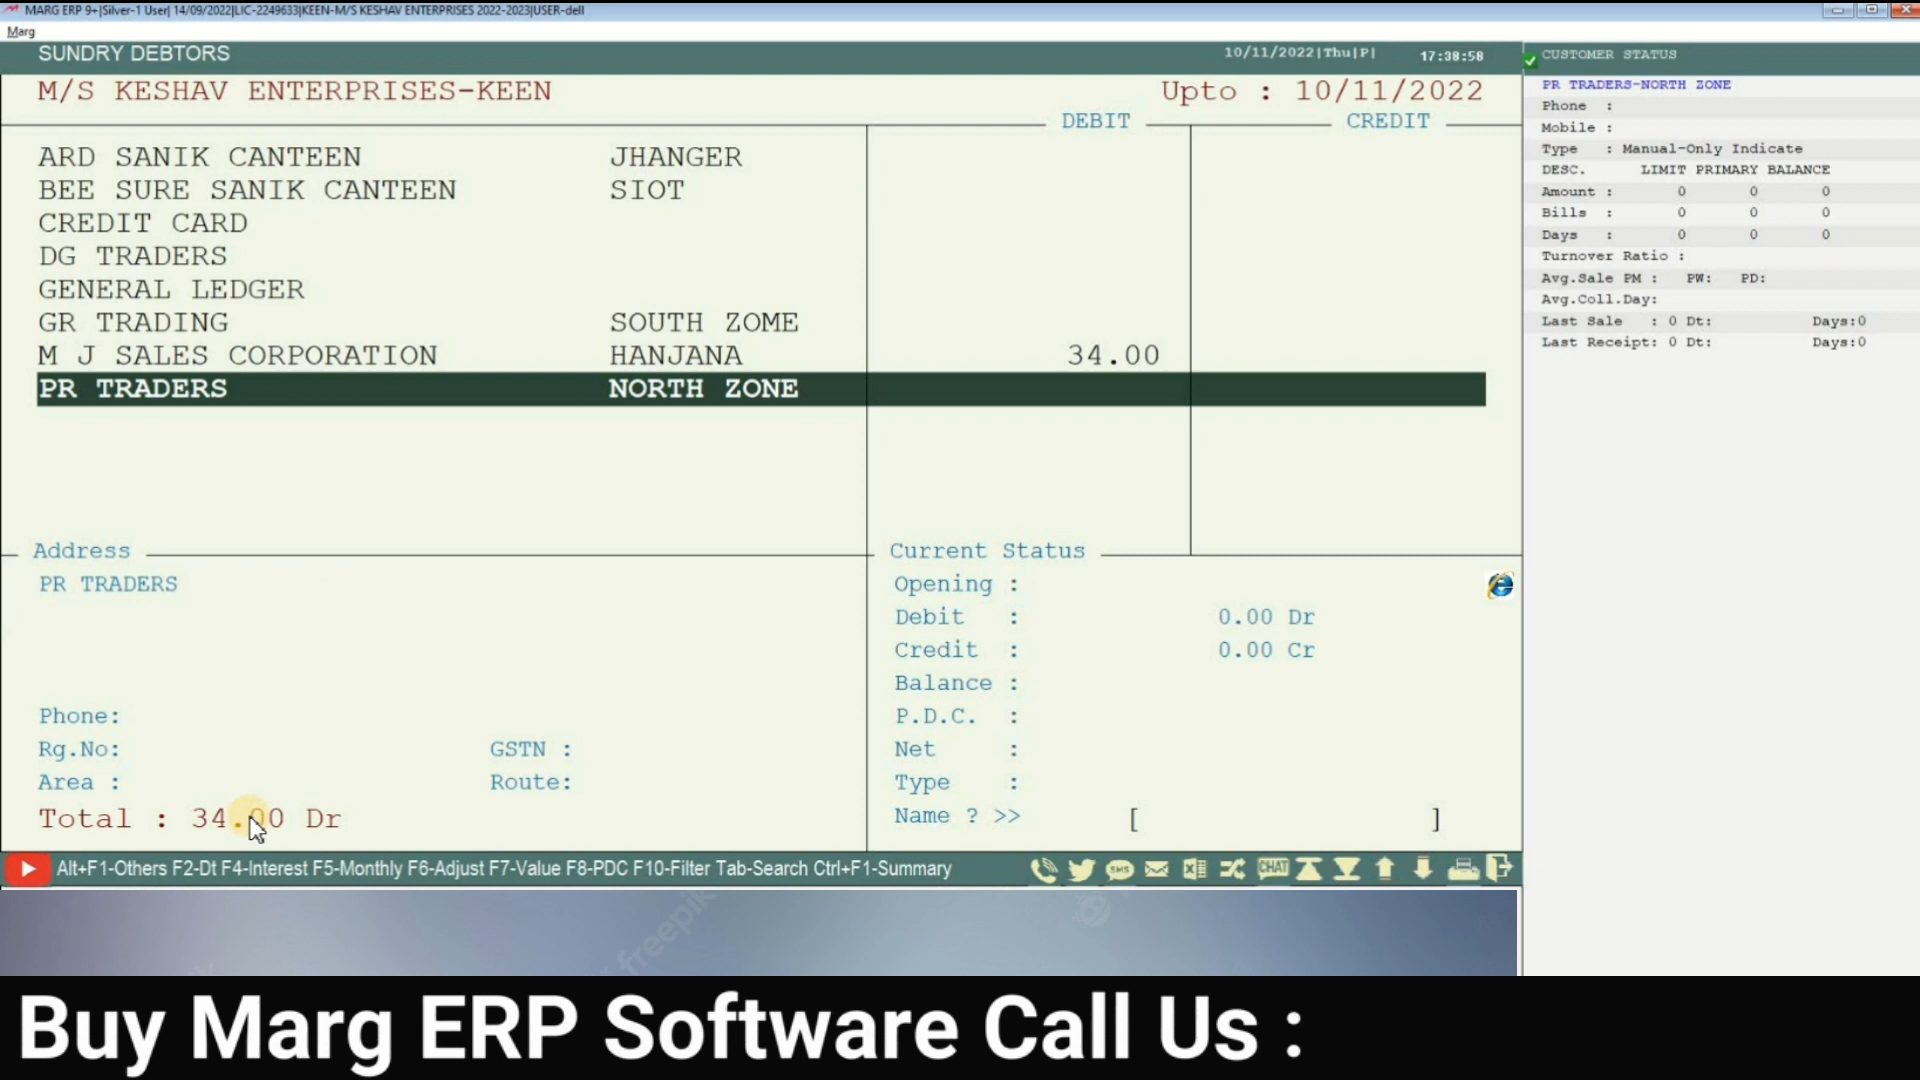 MARG ERP 9+|Silver-1 User| 14/09/2022|LIC-2249633|KEEN-M/S KESHAV ENTERPRISES 2022-2023|USER-dell
Marg
SUNDRY DEBTORS 10/11/2022|Thu|P| 17:38:58
M/S KESHAV ENTERPRISES-KEEN Upto : 10/11/2022
DEBIT CREDIT
ARD SANIK CANTEEN JHANGER
BEE SURE SANIK CANTEEN SIOT
CREDIT CARD
DG TRADERS
GENERAL LEDGER
GR TRADING SOUTH ZOME
M J SALES CORPORATION HANJANA 34.00
PR TRADERS NORTH ZONE
Address
PR TRADERS
Phone:
Rg.No: GSTN :
Area : Route:
Total : 34.00 Dr
Current Status
Opening :
Debit : 0.00 Dr
Credit : 0.00 Cr
Balance :
P.D.C. :
Net :
Type :
Name ? >> [ ]
Alt+F1-Others F2-Dt F4-Interest F5-Monthly F6-Adjust F7-Value F8-PDC F10-Filter Tab-Search Ctrl+F1-Summary
SMS
CHAT
CUSTOMER STATUS
PR TRADERS-NORTH ZONE
Phone :
Mobile :
Type : Manual-Only Indicate
DESC. LIMIT PRIMARY BALANCE
Amount : 0 0 0
Bills : 0 0 0
Days : 0 0 0
Turnover Ratio :
Avg.Sale PM : PW: PD:
Avg.Coll.Day:
Last Sale : 0 Dt: Days:0
Last Receipt: 0 Dt: Days:0
freepik
Buy Marg ERP Software Call Us :